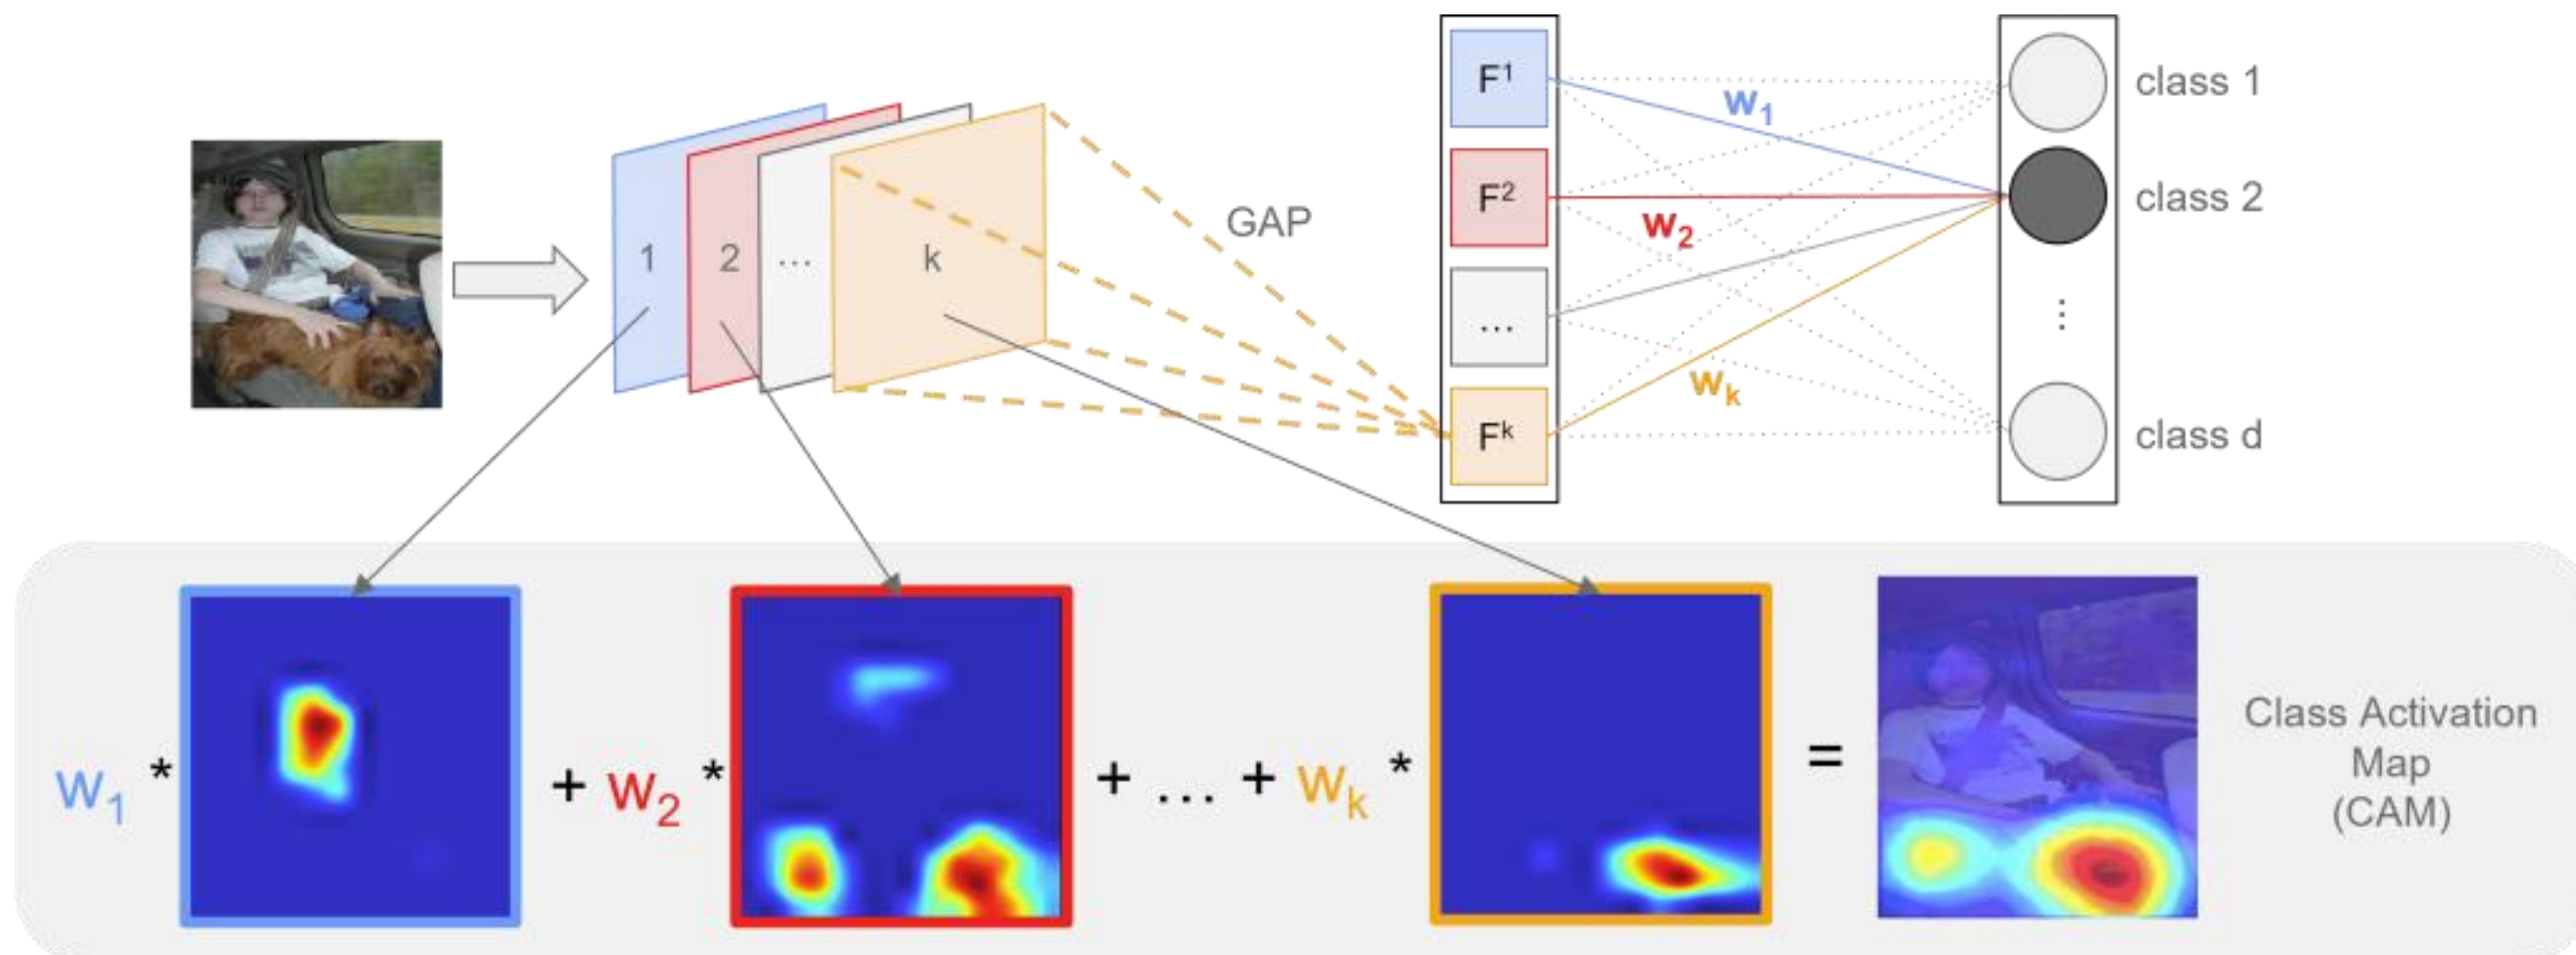 F¹
class 1
w₁
F²
class 2
w₂
GAP
1
2
...
k
...
⋮
wₖ
Fᵏ
class d
w₁ * + w₂ * + ... + wₖ * =
Class Activation
Map
(CAM)